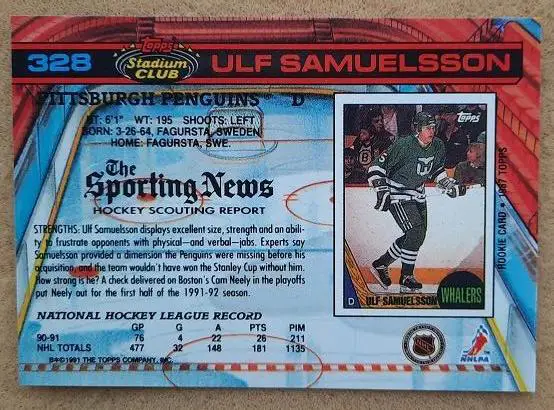 328 Topps Stadium CLUB ULF SAMUELSSON
PITTSBURGH PENGUINS D
HT: 6'1" WT: 195 SHOOTS: LEFT
BORN: 3-26-64, FAGURSTA, SWEDEN
HOME: FAGURSTA, SWE.
The
Sporting News
HOCKEY SCOUTING REPORT
STRENGTHS: Ulf Samuelsson displays excellent size, strength and an abili-
ty to frustrate opponents with physical—and verbal—jabs. Experts say
Samuelsson provided a dimension the Penguins were missing before his
acquisition, and the team wouldn't have won the Stanley Cup without him.
How strong is he? A check delivered on Boston's Cam Neely in the playoffs
put Neely out for the first half of the 1991-92 season.
NATIONAL HOCKEY LEAGUE RECORD
GP G A PTS PIM
90-91 76 4 22 26 211
NHL TOTALS 477 32 148 181 1135
B*©1991 THE TOPPS COMPANY, INC.
Topps
B
5
D ULF SAMUELSSON WHALERS
ROOKIE CARD • 1987 TOPPS
NHL
NHLPA